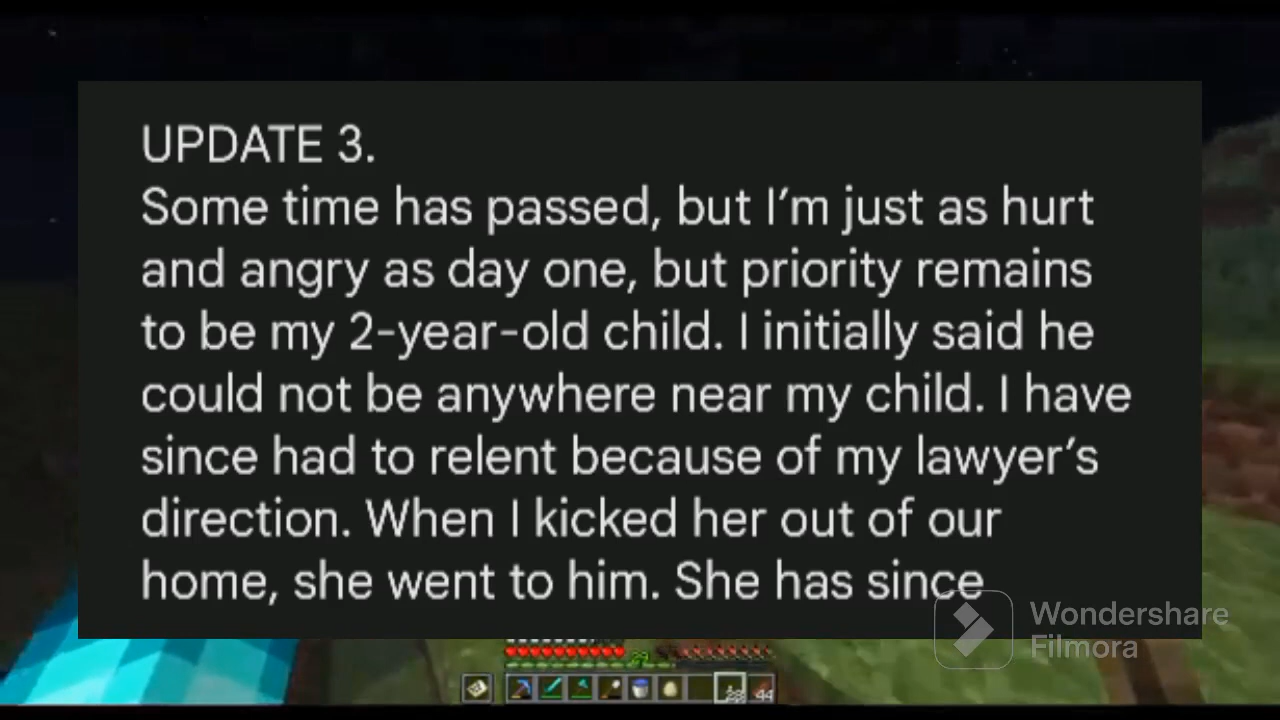 UPDATE 3.
Some time has passed, but I’m just as hurt
and angry as day one, but priority remains
to be my 2-year-old child. I initially said he
could not be anywhere near my child. I have
since had to relent because of my lawyer’s
direction. When I kicked her out of our
home, she went to him. She has since
Wondershare
Filmora
29
28 44